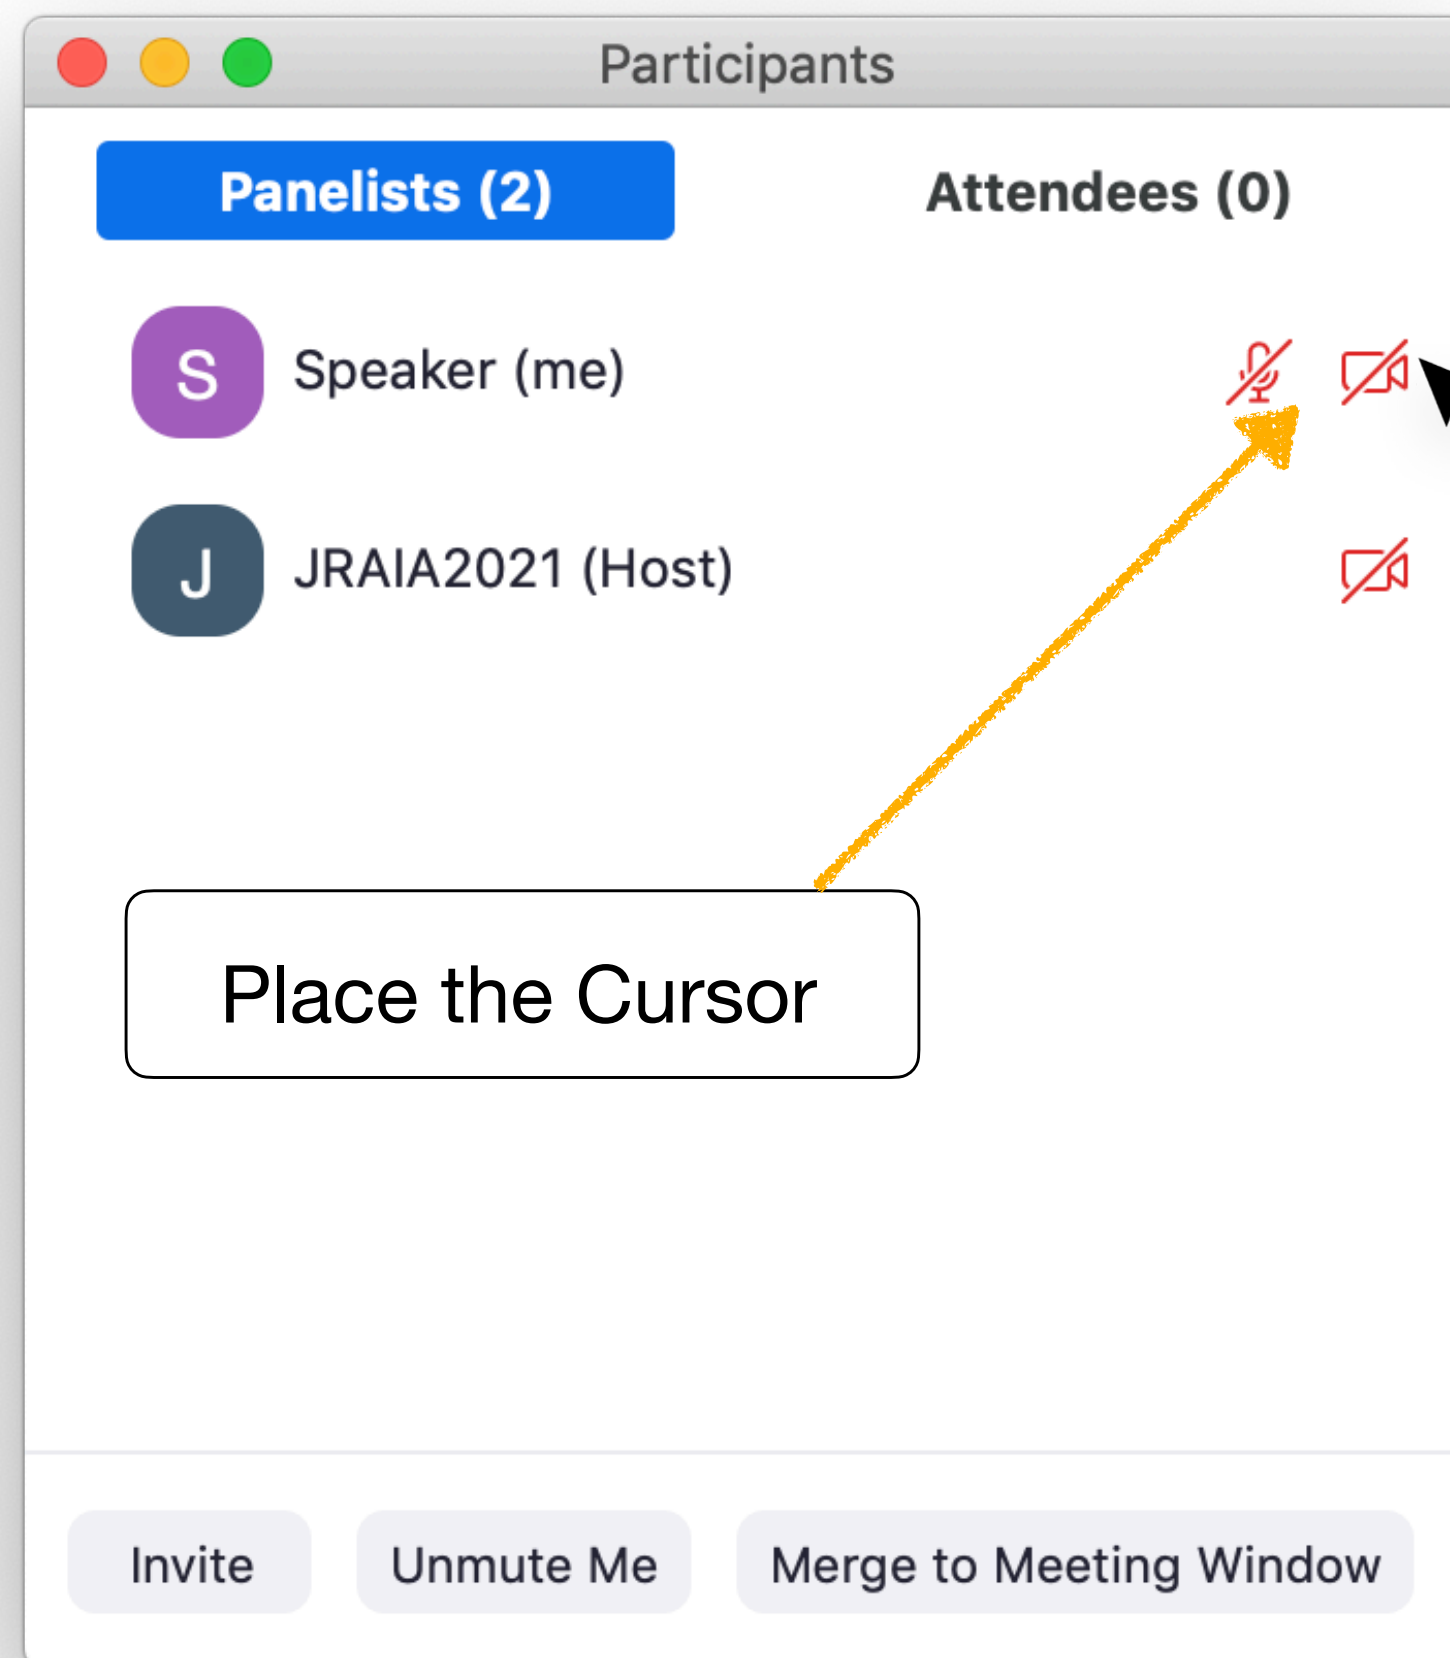 Participants
Panelists (2)
Attendees (0)
S
Speaker (me)
J
JRAIA2021 (Host)
Place the Cursor
Invite
Unmute Me
Merge to Meeting Window